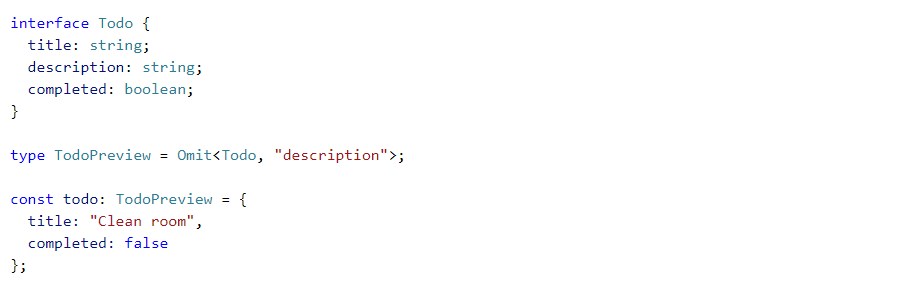 interface Todo {
  title: string;
  description: string;
  completed: boolean;
}

type TodoPreview = Omit<Todo, "description">;

const todo: TodoPreview = {
  title: "Clean room",
  completed: false
};